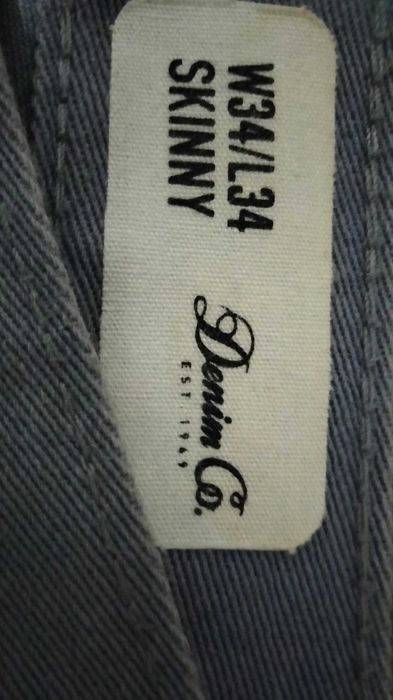 W34/L34
SKINNY
Denim Co.
EST. 1969